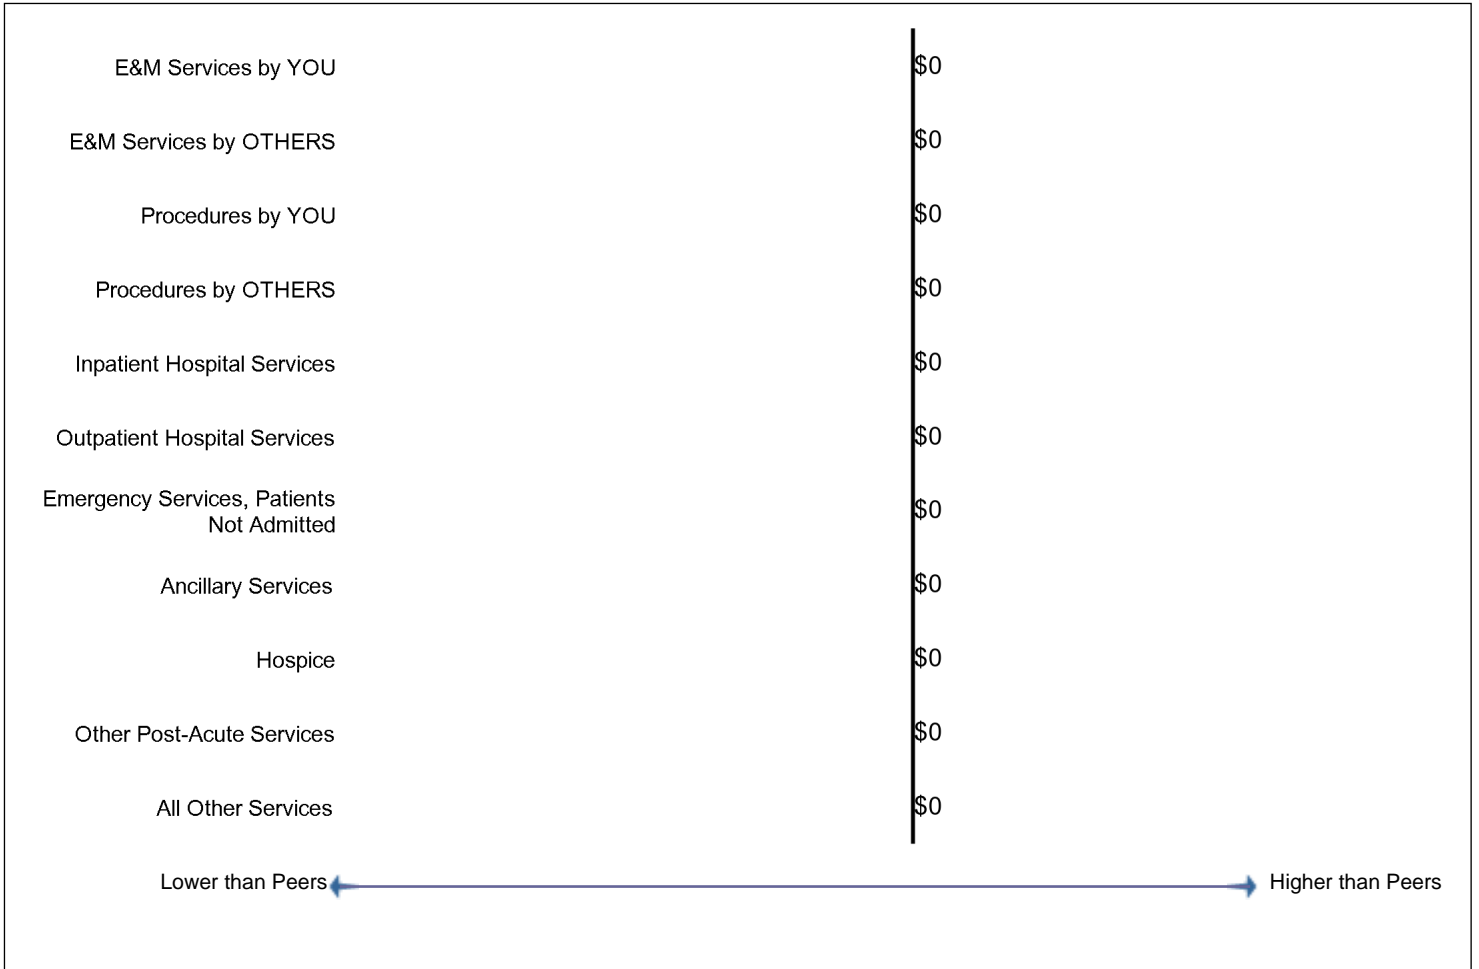 E&M Services by YOU $0
E&M Services by OTHERS $0
Procedures by YOU $0
Procedures by OTHERS $0
Inpatient Hospital Services $0
Outpatient Hospital Services $0
Emergency Services, Patients
Not Admitted $0
Ancillary Services $0
Hospice $0
Other Post-Acute Services $0
All Other Services $0
Lower than Peers Higher than Peers